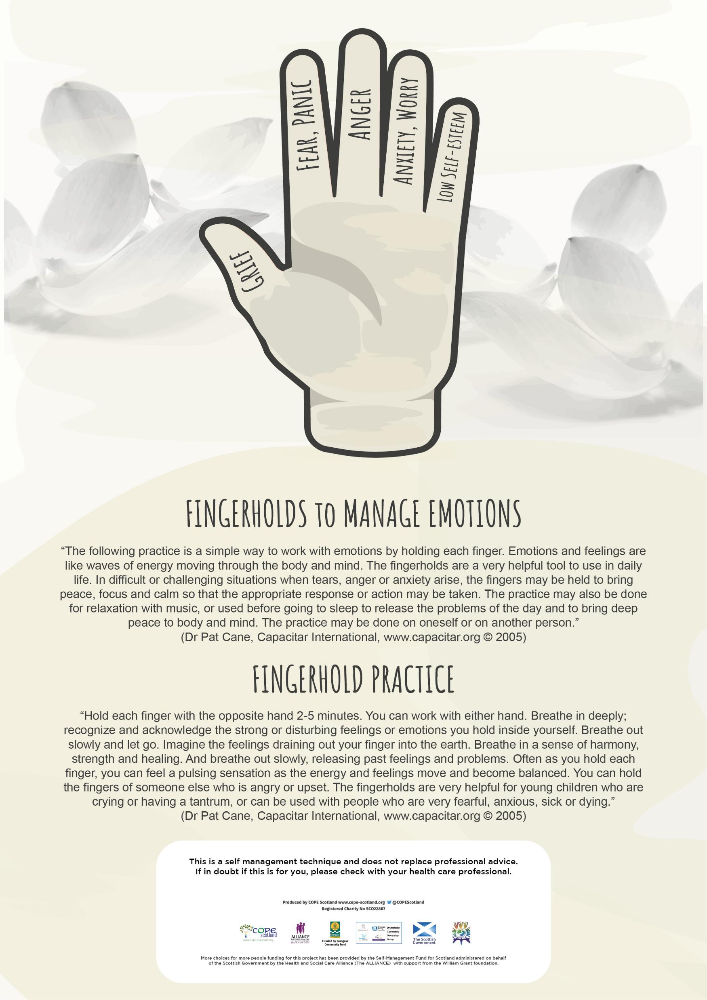 GRIEF
FEAR, PANIC
ANGER
ANXIETY, WORRY
LOW SELF-ESTEEM
FINGERHOLDS TO MANAGE EMOTIONS
“The following practice is a simple way to work with emotions by holding each finger. Emotions and feelings are
like waves of energy moving through the body and mind. The fingerholds are a very helpful tool to use in daily
life. In difficult or challenging situations when tears, anger or anxiety arise, the fingers may be held to bring
peace, focus and calm so that the appropriate response or action may be taken. The practice may also be done
for relaxation with music, or used before going to sleep to release the problems of the day and to bring deep
peace to body and mind. The practice may be done on oneself or on another person.”
(Dr Pat Cane, Capacitar International, www.capacitar.org © 2005)
FINGERHOLD PRACTICE
“Hold each finger with the opposite hand 2-5 minutes. You can work with either hand. Breathe in deeply;
recognize and acknowledge the strong or disturbing feelings or emotions you hold inside yourself. Breathe out
slowly and let go. Imagine the feelings draining out your finger into the earth. Breathe in a sense of harmony,
strength and healing. And breathe out slowly, releasing past feelings and problems. Often as you hold each
finger, you can feel a pulsing sensation as the energy and feelings move and become balanced. You can hold
the fingers of someone else who is angry or upset. The fingerholds are very helpful for young children who are
crying or having a tantrum, or can be used with people who are very fearful, anxious, sick or dying.”
(Dr Pat Cane, Capacitar International, www.capacitar.org © 2005)
This is a self management technique and does not replace professional advice.
If in doubt if this is for you, please check with your health care professional.
Produced by COPE Scotland www.cope-scotland.org @COPEScotland
Registered Charity No SCO22807
COPE
scotland
www.cope-scotland.org
ALLIANCE
Glasgow
Funded by Glasgow
Community Fund
Drumchapel
Community
Ownership
Group
The Scottish
Government
More choices for more people funding for this project has been provided by the Self-Management Fund for Scotland administered on behalf
of the Scottish Government by the Health and Social Care Alliance (The ALLIANCE) with support from the William Grant foundation.